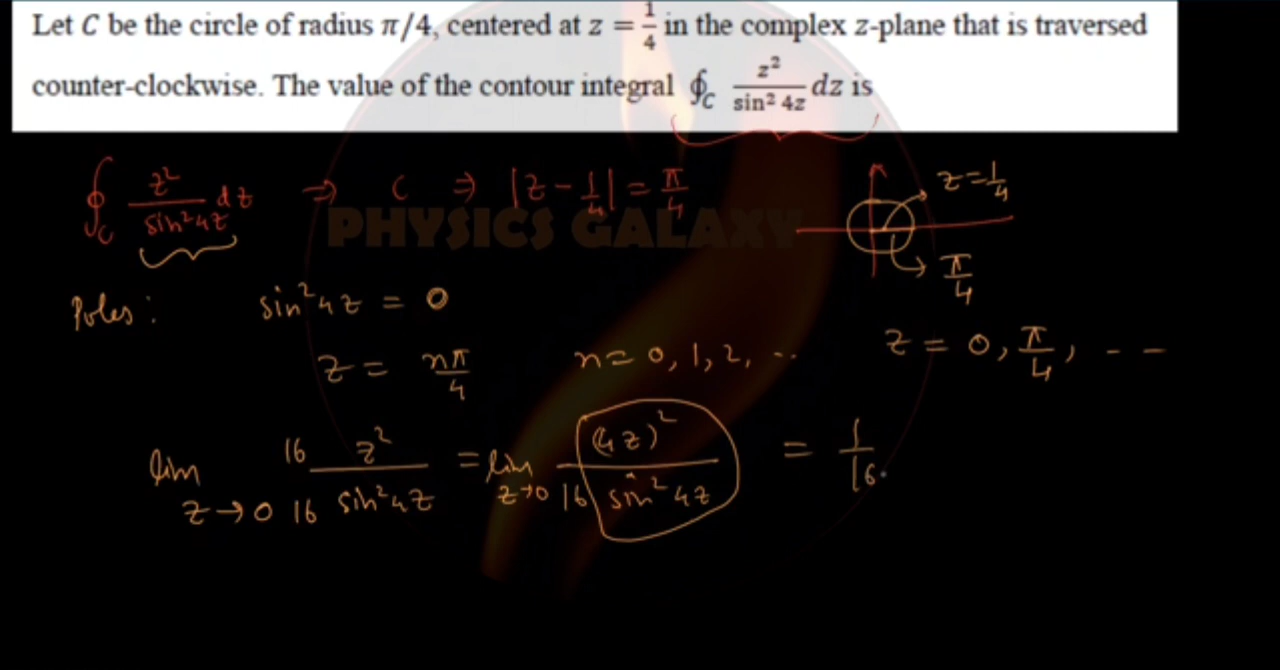 Let C be the circle of radius π/4, centered at z = 1/4 in the complex z-plane that is traversed
counter-clockwise. The value of the contour integral ∮_C z²/sin² 4z dz is
∮_C z²/sin²4z dz ⇒ C ⇒ |z - 1/4| = π/4
z = 1/4
PHYSICS GALAXY
π/4
Poles : sin²4z = 0
z = nπ/4 n = 0, 1, 2, .. z = 0, π/4, - -
lim z→0 16 z²/16 sin²4z = lim z→0 (4z)²/16 sin²4z = 1/16.